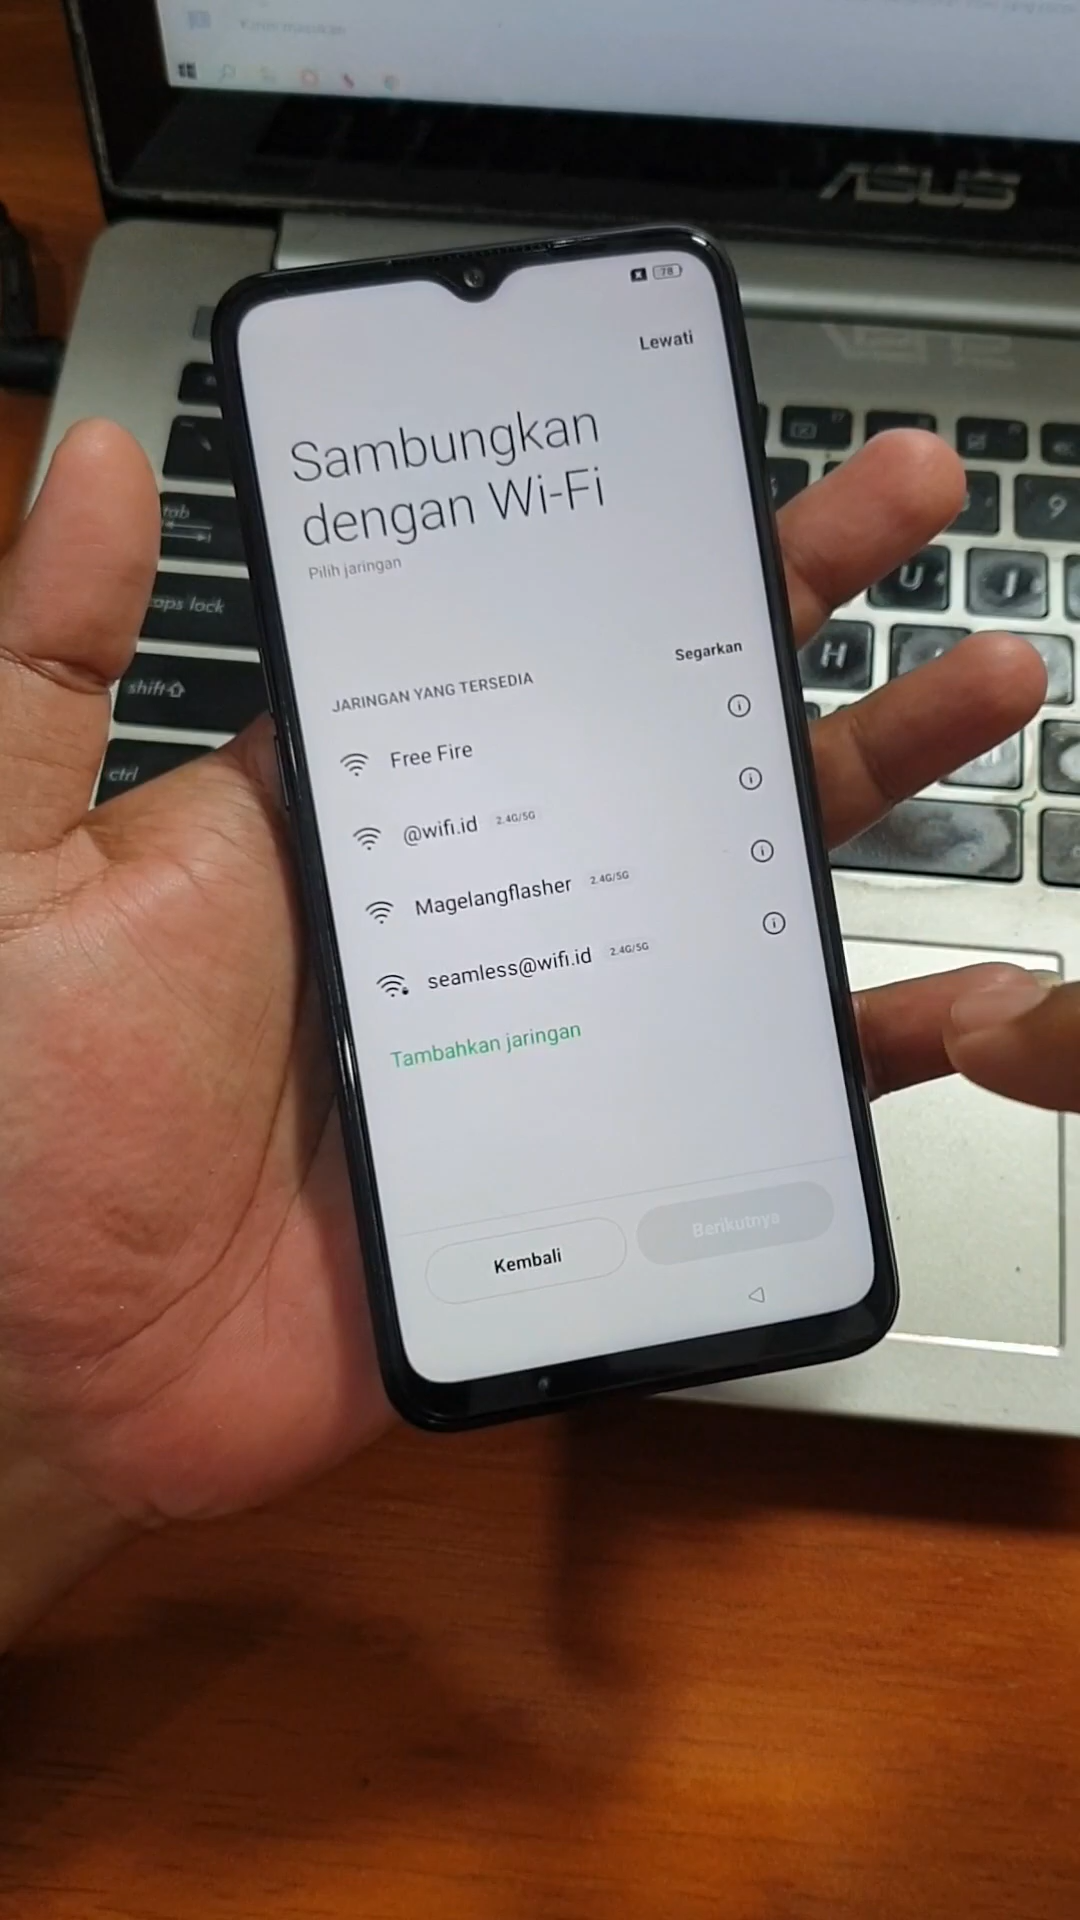 ASUS
78
Lewati
Sambungkan
dengan Wi-Fi
Pilih jaringan
Segarkan
JARINGAN YANG TERSEDIA
Free Fire
@wifi.id 2.4G/5G
Magelangflasher 2.4G/5G
seamless@wifi.id 2.4G/5G
Tambahkan jaringan
Kembali
Berikutnya
tab
caps lock
shift
ctrl
9
U
H